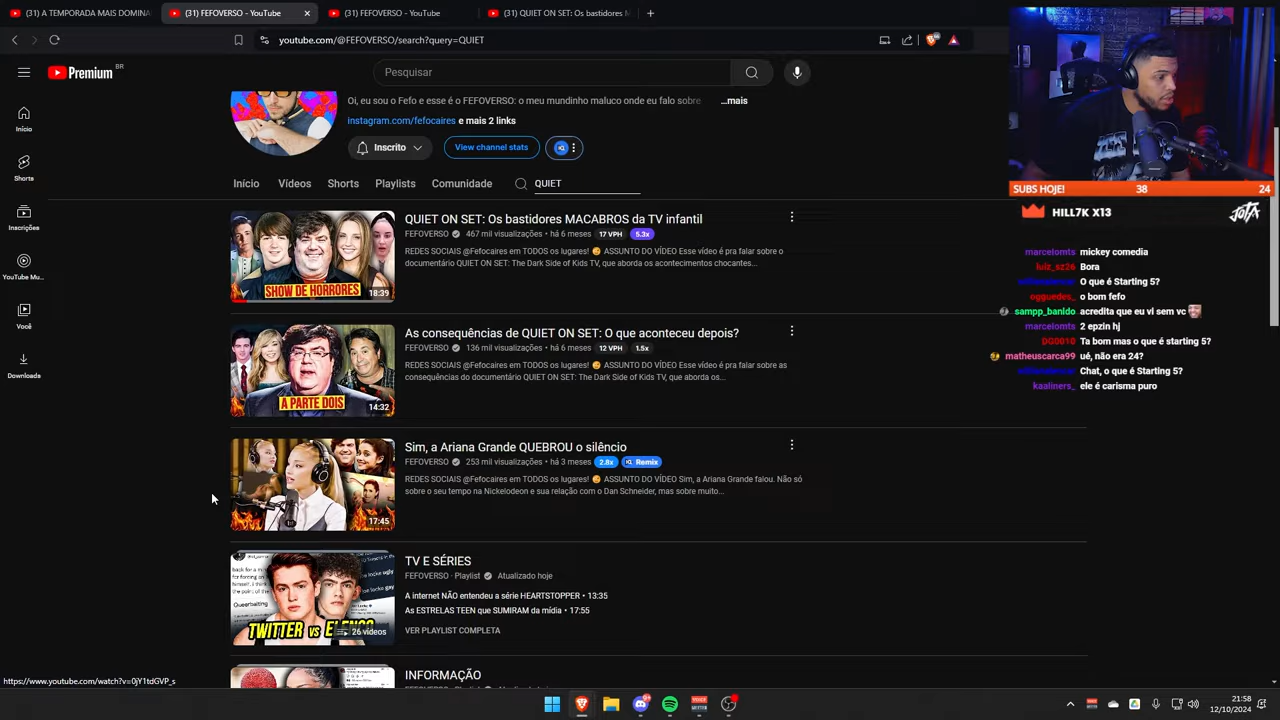 (31) A TEMPORADA MAIS DOMINA
(31) FEFOVERSO - YouTube
(31) FEFOVERSO - YouTube
(31) QUIET ON SET: Os bastidores M
QUIET
Premium BR
Pesquisar
Início
Shorts
Inscrições
YouTube Mu...
Você
Downloads
Oi, eu sou o Fefo e esse é o FEFOVERSO: o meu mundinho maluco onde eu falo sobre ...mais
instagram.com/fefocaires e mais 2 links
Inscrito
View channel stats
Início Vídeos Shorts Playlists Comunidade QUIET
QUIET ON SET: Os bastidores MACABROS da TV infantil
FEFOVERSO 467 mil visualizações • há 6 meses 17 VPH 5.3x
REDES SOCIAIS @Fefocaires em TODOS os lugares! ASSUNTO DO VÍDEO Esse vídeo é pra falar sobre o
documentário QUIET ON SET: The Dark Side of Kids TV, que aborda os acontecimentos chocantes...
SHOW DE HORRORES
18:39
As consequências de QUIET ON SET: O que aconteceu depois?
FEFOVERSO 136 mil visualizações • há 6 meses 12 VPH 1.5x
REDES SOCIAIS @Fefocaires em TODOS os lugares! ASSUNTO DO VÍDEO Esse vídeo é pra falar sobre as
consequências do documentário QUIET ON SET: The Dark Side of Kids TV, que aborda os...
A PARTE DOIS
14:32
Sim, a Ariana Grande QUEBROU o silêncio
FEFOVERSO 253 mil visualizações • há 3 meses 2.8x Remix
REDES SOCIAIS @Fefocaires em TODOS os lugares! ASSUNTO DO VÍDEO Sim, a Ariana Grande falou. Não só
sobre o seu tempo na Nickelodeon e sua relação com o Dan Schneider, mas sobre muito...
17:45
TV E SÉRIES
FEFOVERSO · Playlist Atualizado hoje
A internet NÃO entendeu a série HEARTSTOPPER • 13:35
As ESTRELAS TEEN que SUMIRAM da mídia • 17:55
VER PLAYLIST COMPLETA
Queerbaiting
TWITTER vs
26 vídeos
INFORMAÇÃO
SUBS HOJE! 38 24
HILL7K X13
JOTA
marcelomts mickey comedia
luiz_sz26 Bora
O que é Starting 5?
ogguedes_ o bom fefo
sampp_banido acredita que eu vi sem vc
marcelomts 2 epzin hj
DG0010 Ta bom mas o que é starting 5?
matheuscarca99 ué, não era 24?
Chat, o que é Starting 5?
kaaliners_ ele é carisma puro
21:58
12/10/2024